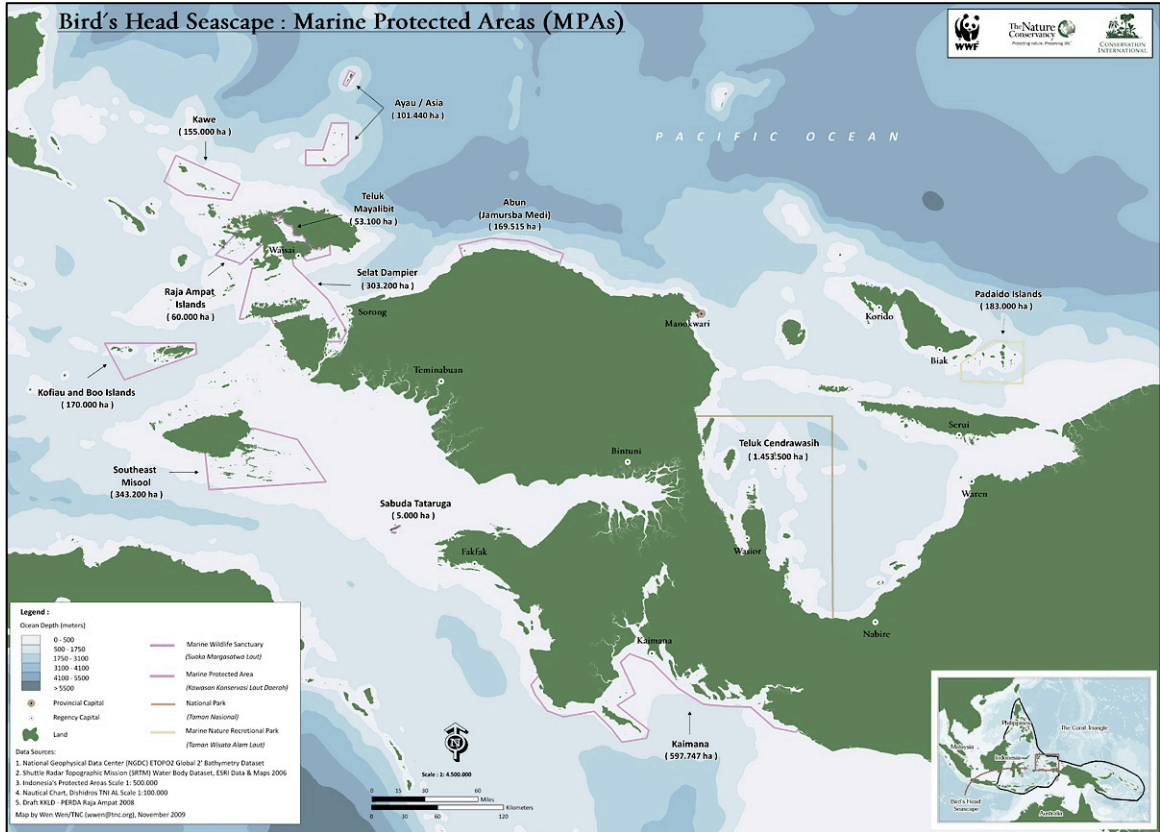 Bird's Head Seascape : Marine Protected Areas (MPAs)
WWF
The Nature
Conservancy
Protecting nature. Preserving life.
CONSERVATION
INTERNATIONAL
Ayau / Asia
( 101.440 ha )
Kawe
( 155.000 ha )
PACIFIC OCEAN
Teluk
Mayalibit
( 53.100 ha )
Abun
(Jamursba Medi)
( 169.515 ha )
Waisai
Selat Dampier
( 303.200 ha )
Raja Ampat
Islands
( 60.000 ha )
Padaido Islands
( 183.000 ha )
Sorong
Manokwari
Korido
Biak
Kofiau and Boo Islands
( 170.000 ha )
Teminabuan
Serui
Teluk Cendrawasih
( 1.453.500 ha )
Bintuni
Southeast
Misool
( 343.200 ha )
Waren
Sabuda Tataruga
( 5.000 ha )
Wasior
Fakfak
Nabire
Kaimana
Kaimana
( 597.747 ha )
Legend :
Ocean Depth (meters)
0 - 500
500 - 1750
1750 - 3100
3100 - 4100
4100 - 5500
> 5500
Provincial Capital
Regency Capital
Land
Marine Wildlife Sanctuary
(Suaka Margasatwa Laut)
Marine Protected Area
(Kawasan Konservasi Laut Daerah)
National Park
(Taman Nasional)
Marine Nature Recretional Park
(Taman Wisata Alam Laut)
Data Sources:
1. National Geophysical Data Center (NGDC) ETOPO2 Global 2' Bathymetry Dataset
2. Shuttle Radar Topographic Mission (SRTM) Water Body Dataset, ESRI Data & Maps 2006
3. Indonesia's Protected Areas Scale 1: 500.000
4. Nautical Chart, Dishidros TNI AL Scale 1:100.000
5. Draft KKLD - PERDA Raja Ampat 2008
Map by Wen Wen/TNC (wwen@tnc.org), November 2009
N
Scale : 1: 4.500.000
0 15 30 60
Miles
Kilometers
0 30 60 120
Philippines
The Coral Triangle
Malaysia
Indonesia
Bird's Head
Seascape
Australia